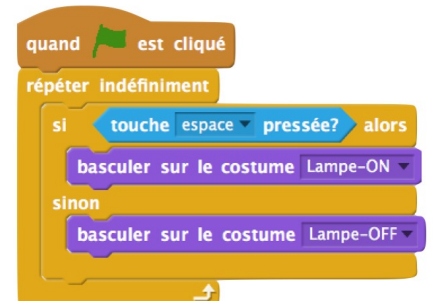 quand est cliqué
répéter indéfiniment
si touche espace pressée? alors
basculer sur le costume Lampe-ON
sinon
basculer sur le costume Lampe-OFF